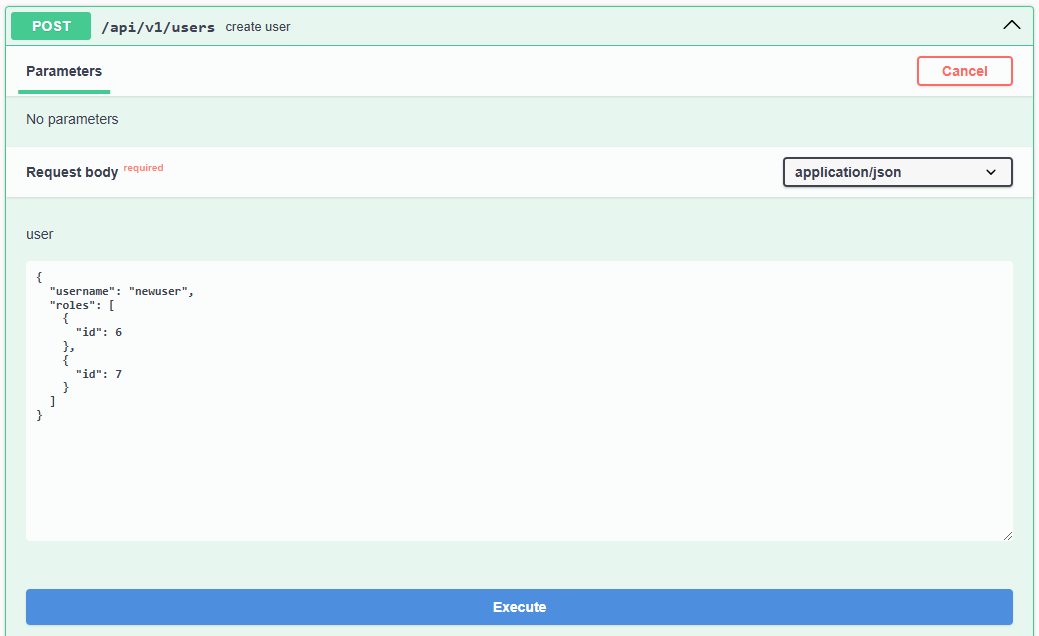 POST /api/v1/users create user
Parameters
Cancel
No parameters
Request body required
application/json
user
{
  "username": "newuser",
  "roles": [
    {
      "id": 6
    },
    {
      "id": 7
    }
  ]
}
Execute